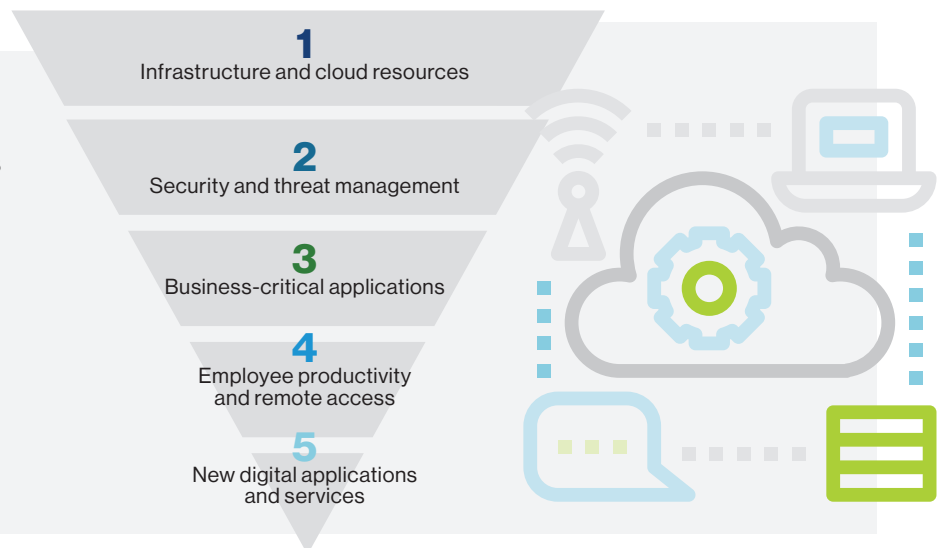 1
Infrastructure and cloud resources
2
Security and threat management
3
Business-critical applications
4
Employee productivity
and remote access
5
New digital applications
and services